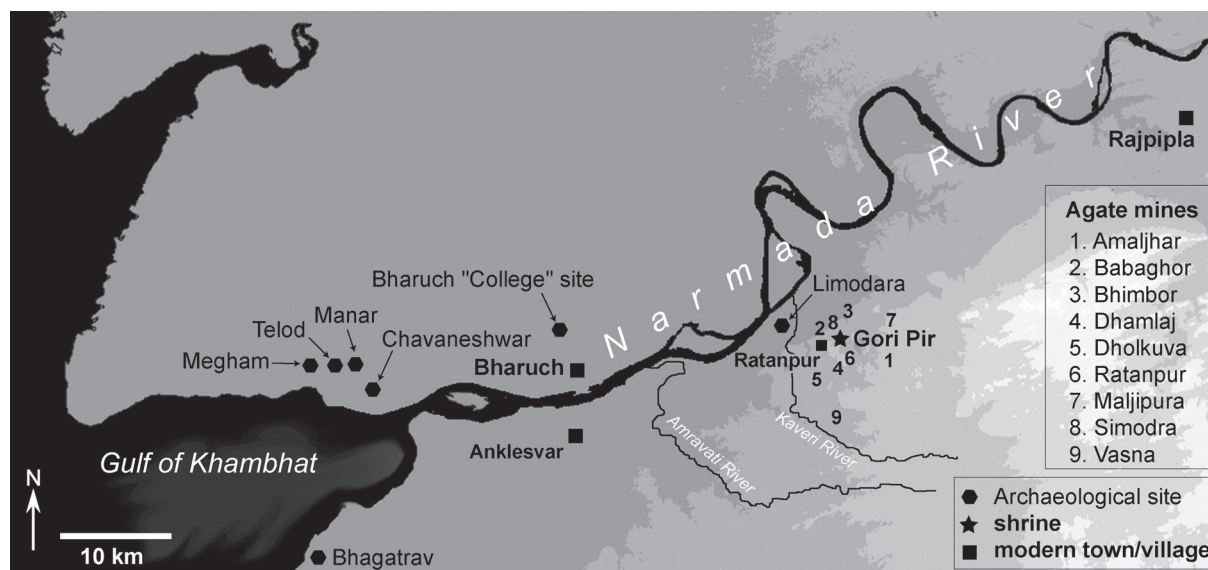 Narmada River
Rajpipla
Agate mines
1. Amaljhar
2. Babaghor
3. Bhimbor
4. Dhamlaj
5. Dholkuva
6. Ratanpur
7. Maljipura
8. Simodra
9. Vasna
Bharuch "College" site
Limodara
Manar
Telod
Chavaneshwar
Megham
Bharuch
3
7
8
2
Gori Pir
Ratanpur
6
1
4
5
9
Kaveri River
Amravati River
Anklesvar
Gulf of Khambhat
N
10 km
Bhagatrav
Archaeological site
shrine
modern town/village